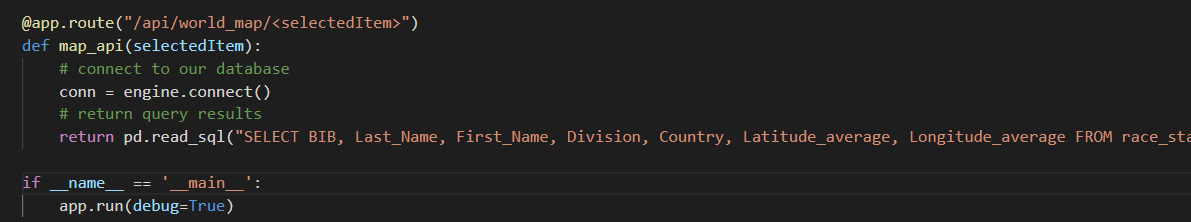 @app.route("/api/world_map/<selectedItem>")
def map_api(selectedItem):
    # connect to our database
    conn = engine.connect()
    # return query results
    return pd.read_sql("SELECT BIB, Last_Name, First_Name, Division, Country, Latitude_average, Longitude_average FROM race_sta
if __name__ == '__main__':
    app.run(debug=True)